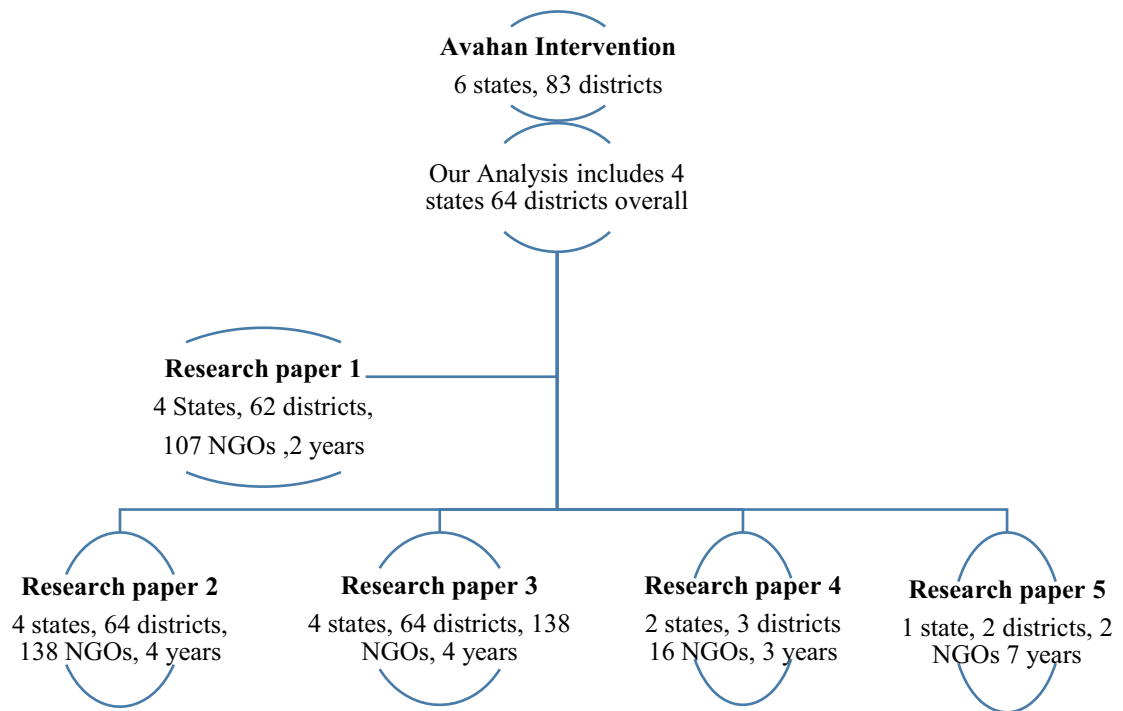 Avahan Intervention
6 states, 83 districts
Our Analysis includes 4
states 64 districts overall
Research paper 1
4 States, 62 districts,
107 NGOs ,2 years
Research paper 2
4 states, 64 districts,
138 NGOs, 4 years
Research paper 3
4 states, 64 districts, 138
NGOs, 4 years
Research paper 4
2 states, 3 districts
16 NGOs, 3 years
Research paper 5
1 state, 2 districts, 2
NGOs 7 years